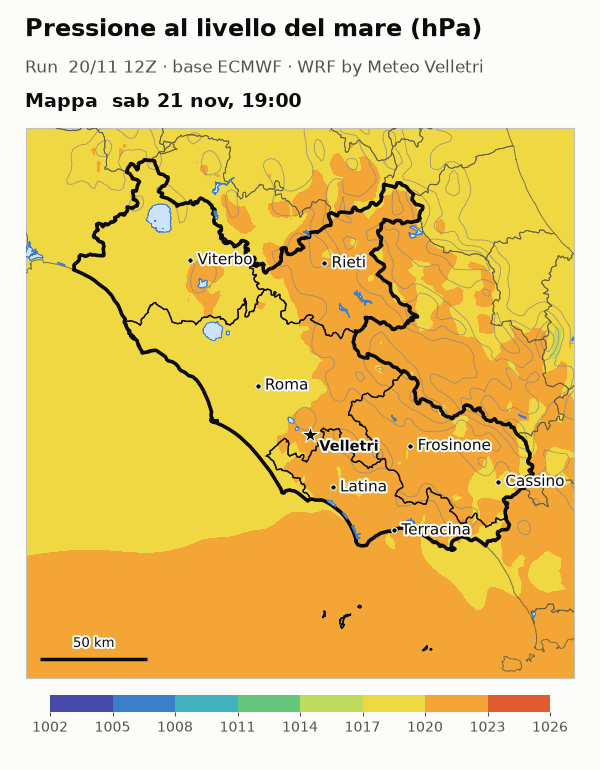 Pressione al livello del mare (hPa)
Run  20/11 12Z · base ECMWF · WRF by Meteo Velletri
Mappa  sab 21 nov, 19:00
Viterbo
Rieti
Roma
Velletri
Frosinone
Cassino
Latina
Terracina
50 km
1002 1005 1008 1011 1014 1017 1020 1023 1026